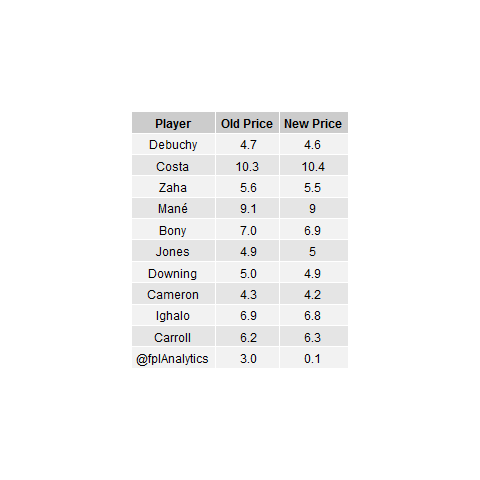 Player Old Price New Price
Debuchy 4.7 4.6
Costa 10.3 10.4
Zaha 5.6 5.5
Mané 9.1 9
Bony 7.0 6.9
Jones 4.9 5
Downing 5.0 4.9
Cameron 4.3 4.2
Ighalo 6.9 6.8
Carroll 6.2 6.3
@fplAnalytics 3.0 0.1